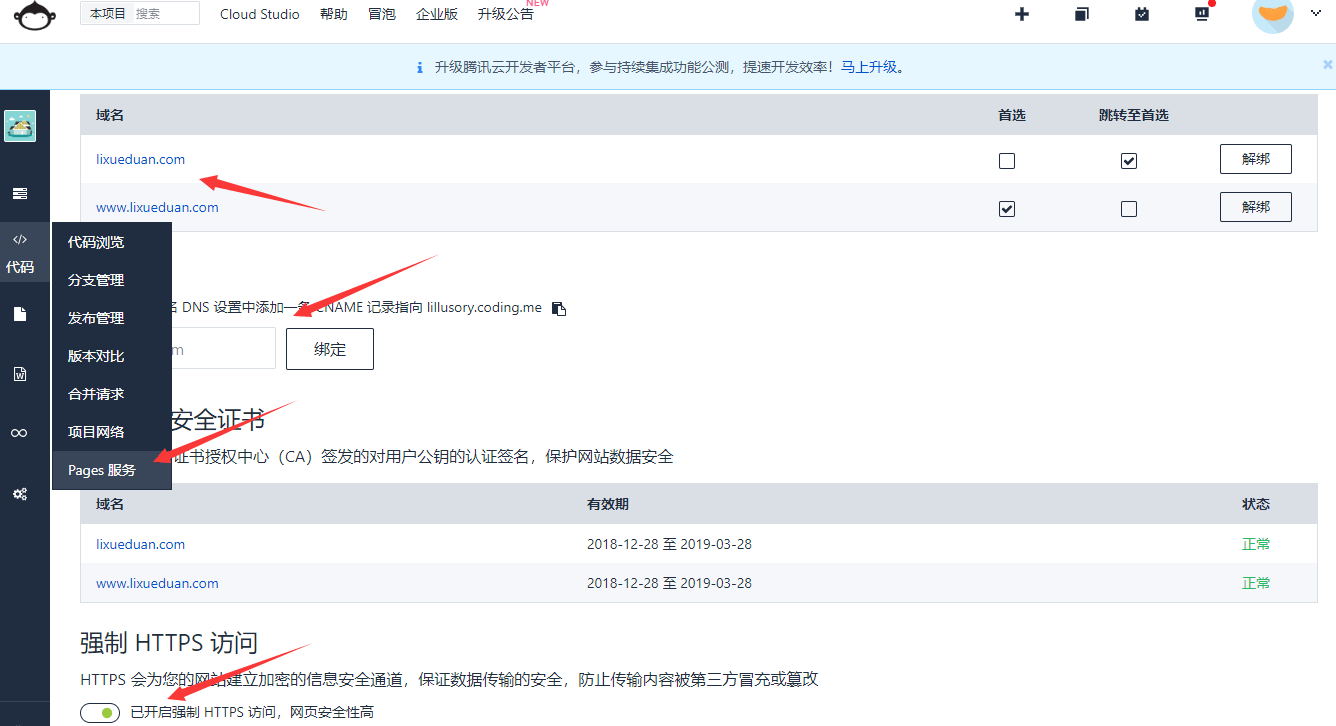 本项目 搜索 Cloud Studio 帮助 冒泡 企业版 升级公告 NEW
升级腾讯云开发者平台，参与持续集成功能公测，提速开发效率！马上升级。
域名 首选 跳转至首选
lixueduan.com 解绑
www.lixueduan.com 解绑
代码
代码浏览
分支管理
发布管理
版本对比
合并请求
项目网络
Pages 服务
DNS 设置中添加一条 CNAME 记录指向 lillusory.coding.me
绑定
安全证书
证书授权中心（CA）签发的对用户公钥的认证签名，保护网站数据安全
域名 有效期 状态
lixueduan.com 2018-12-28 至 2019-03-28 正常
www.lixueduan.com 2018-12-28 至 2019-03-28 正常
强制 HTTPS 访问
HTTPS 会为您的网站建立加密的信息安全通道，保证数据传输的安全，防止传输内容被第三方冒充或篡改
已开启强制 HTTPS 访问，网页安全性高